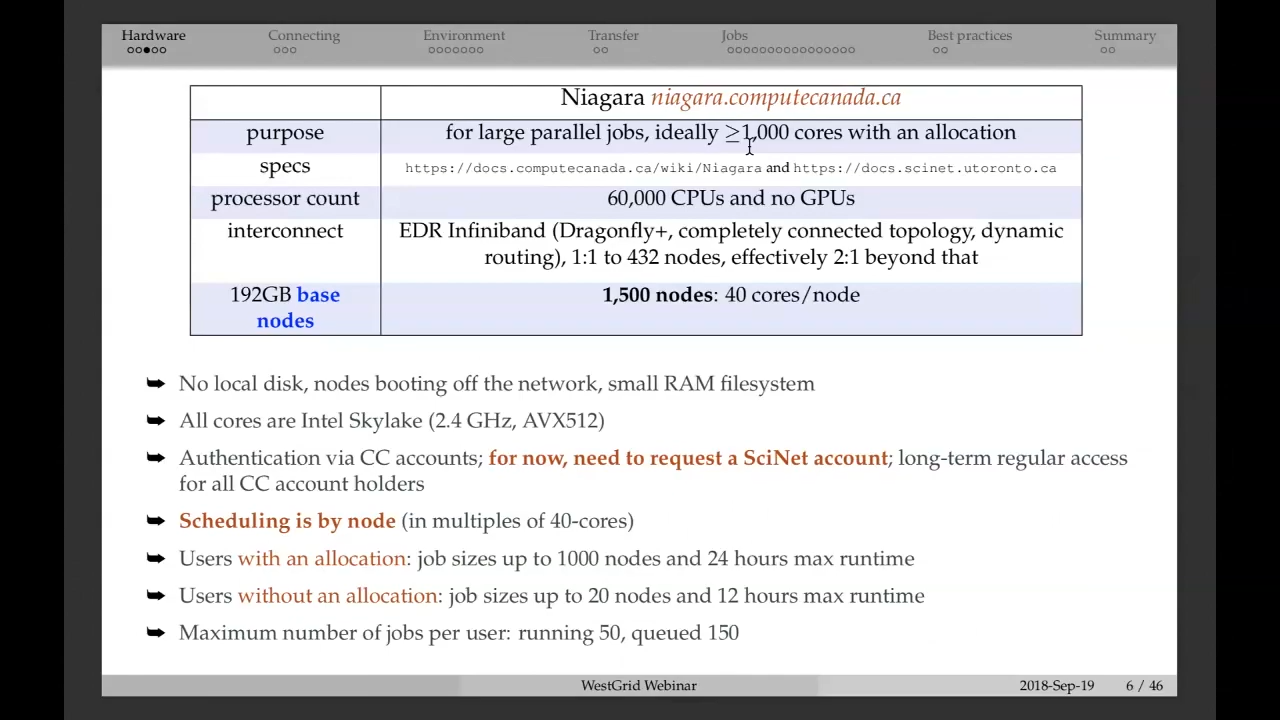 Hardware Connecting Environment Transfer Jobs Best practices Summary
Niagara niagara.computecanada.ca
purpose for large parallel jobs, ideally ≥1,000 cores with an allocation
specs https://docs.computecanada.ca/wiki/Niagara and https://docs.scinet.utoronto.ca
processor count 60,000 CPUs and no GPUs
interconnect EDR Infiniband (Dragonfly+, completely connected topology, dynamic
routing), 1:1 to 432 nodes, effectively 2:1 beyond that
192GB base 1,500 nodes: 40 cores/node
nodes
➥ No local disk, nodes booting off the network, small RAM filesystem
➥ All cores are Intel Skylake (2.4 GHz, AVX512)
➥ Authentication via CC accounts; for now, need to request a SciNet account; long-term regular access
for all CC account holders
➥ Scheduling is by node (in multiples of 40-cores)
➥ Users with an allocation: job sizes up to 1000 nodes and 24 hours max runtime
➥ Users without an allocation: job sizes up to 20 nodes and 12 hours max runtime
➥ Maximum number of jobs per user: running 50, queued 150
WestGrid Webinar 2018-Sep-19 6 / 46